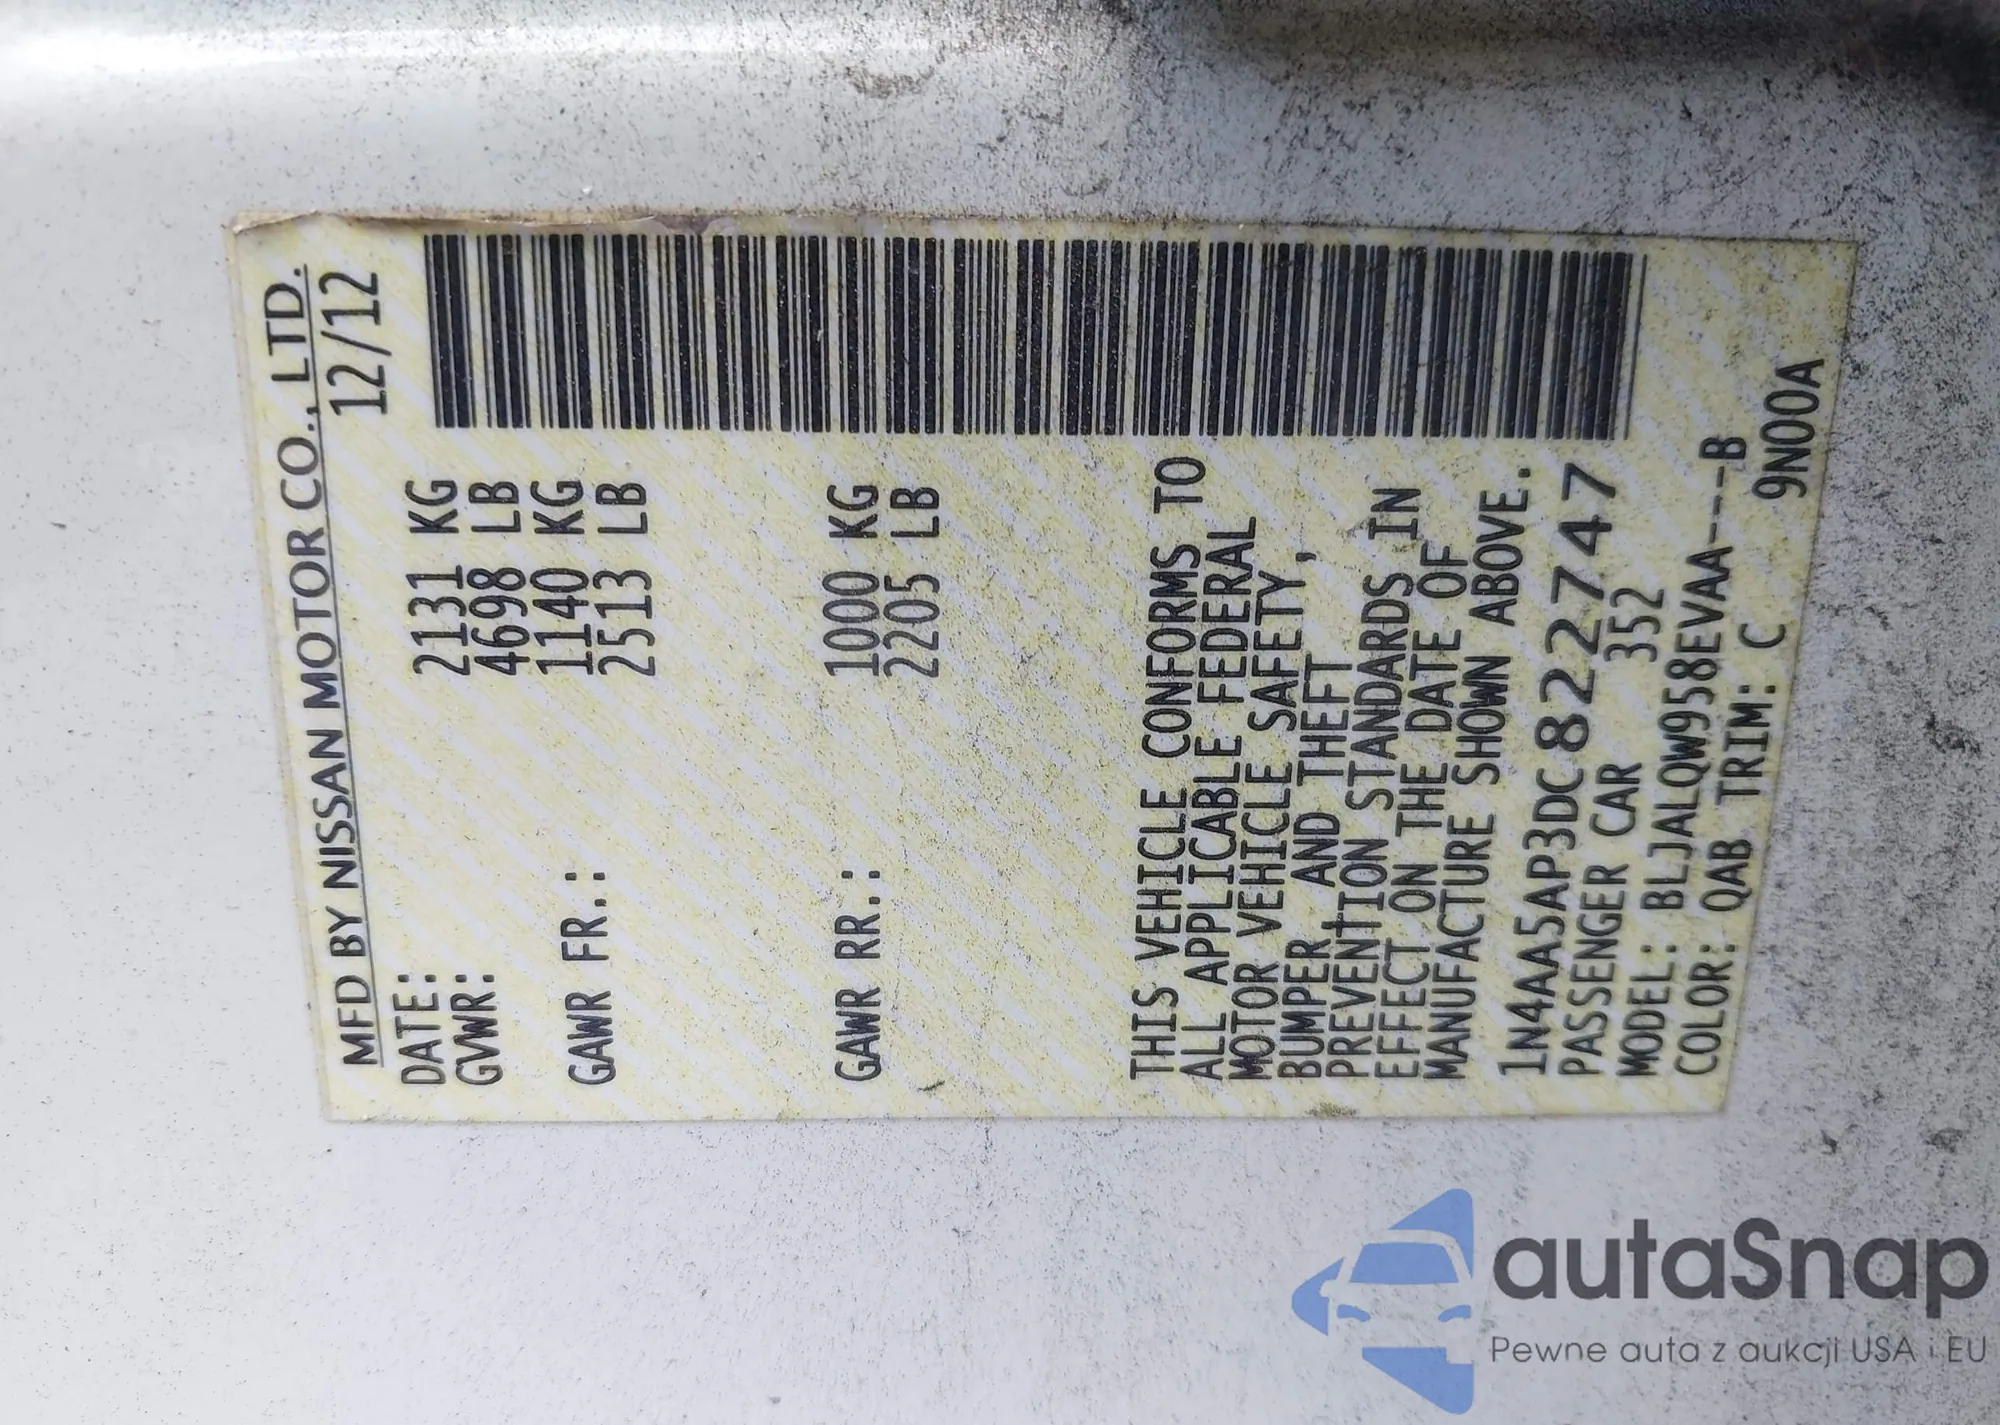 MFD BY NISSAN MOTOR CO., LTD.
DATE: 12/12
GVWR: 2131 KG
4698 LB
GAWR FR.: 1140 KG
2513 LB
GAWR RR.: 1000 KG
2205 LB
THIS VEHICLE CONFORMS TO
ALL APPLICABLE FEDERAL
MOTOR VEHICLE SAFETY,
BUMPER AND THEFT
PREVENTION STANDARDS IN
EFFECT ON THE DATE OF
MANUFACTURE SHOWN ABOVE.
1N4AA5AP3DC822747
PASSENGER CAR 352
MODEL: BLJALQW958EVAA---B
COLOR: QAB TRIM: C 9N00A
autaSnap
Pewne auta z aukcji USA i EU